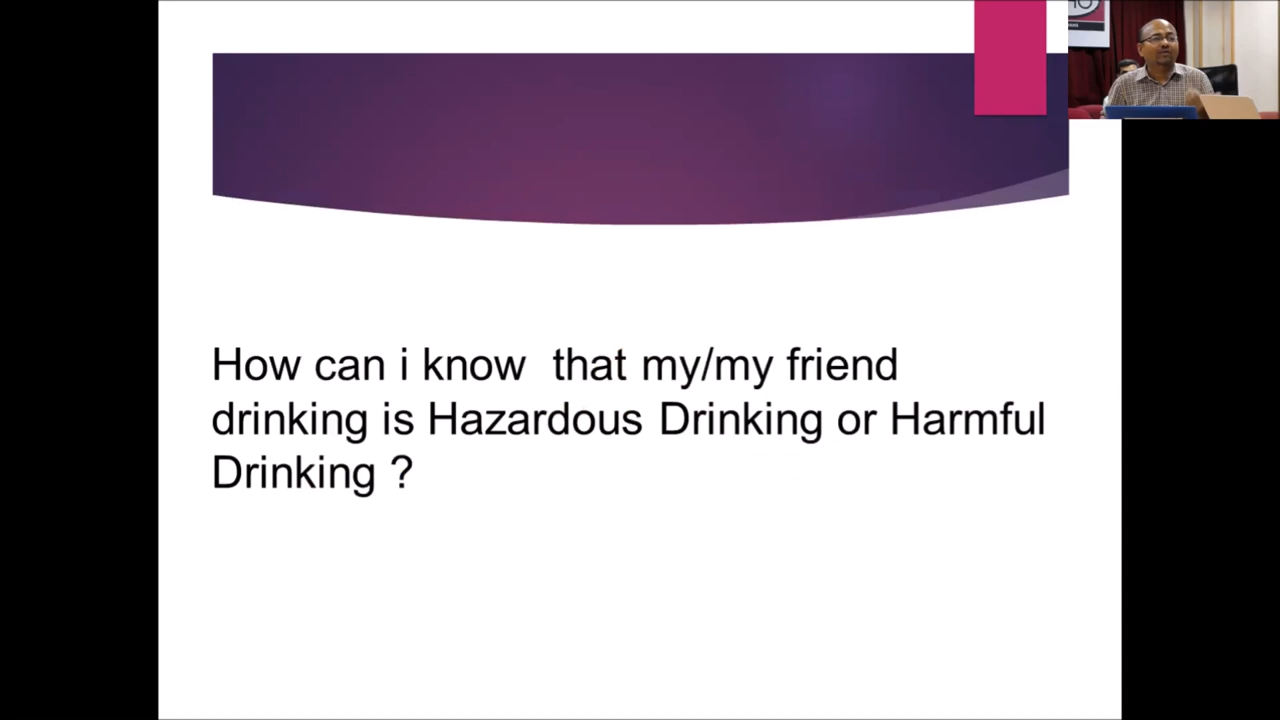 How can i know  that my/my friend
drinking is Hazardous Drinking or Harmful
Drinking ?